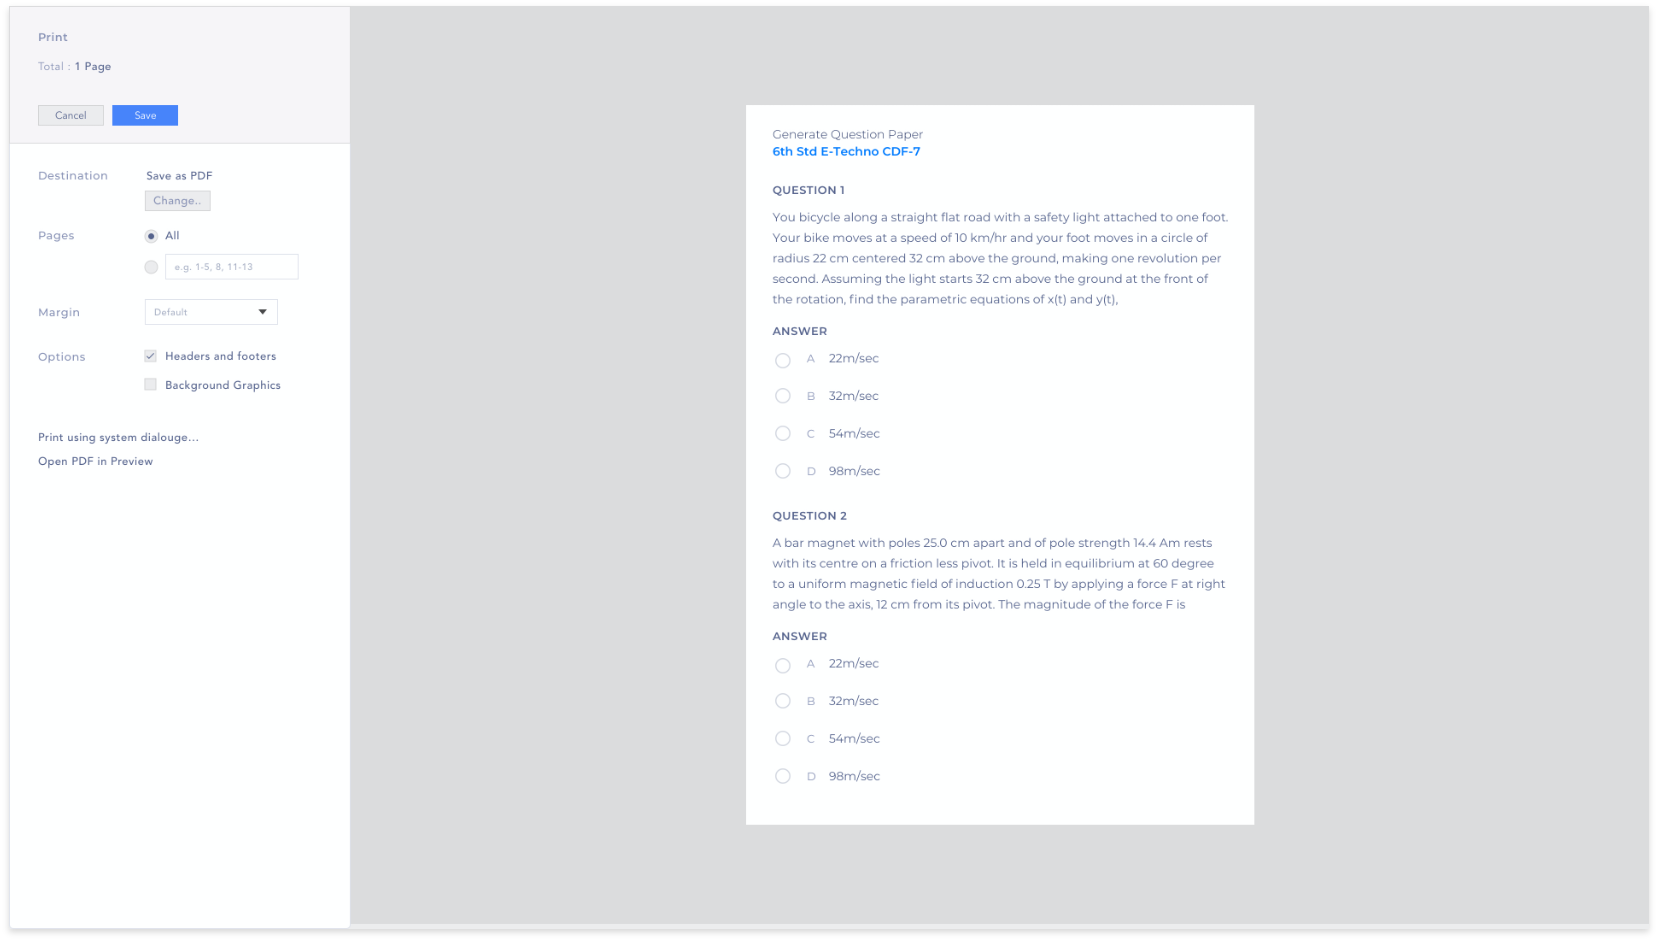 Print
Total : 1 Page
Cancel
Save
Destination
Save as PDF
Change..
Pages
All
e.g. 1-5, 8, 11-13
Margin
Default
Options
Headers and footers
Background Graphics
Print using system dialouge...
Open PDF in Preview
Generate Question Paper
6th Std E-Techno CDF-7
QUESTION 1
You bicycle along a straight flat road with a safety light attached to one foot.
Your bike moves at a speed of 10 km/hr and your foot moves in a circle of
radius 22 cm centered 32 cm above the ground, making one revolution per
second. Assuming the light starts 32 cm above the ground at the front of
the rotation, find the parametric equations of x(t) and y(t),
ANSWER
A 22m/sec
B 32m/sec
C 54m/sec
D 98m/sec
QUESTION 2
A bar magnet with poles 25.0 cm apart and of pole strength 14.4 Am rests
with its centre on a friction less pivot. It is held in equilibrium at 60 degree
to a uniform magnetic field of induction 0.25 T by applying a force F at right
angle to the axis, 12 cm from its pivot. The magnitude of the force F is
ANSWER
A 22m/sec
B 32m/sec
C 54m/sec
D 98m/sec